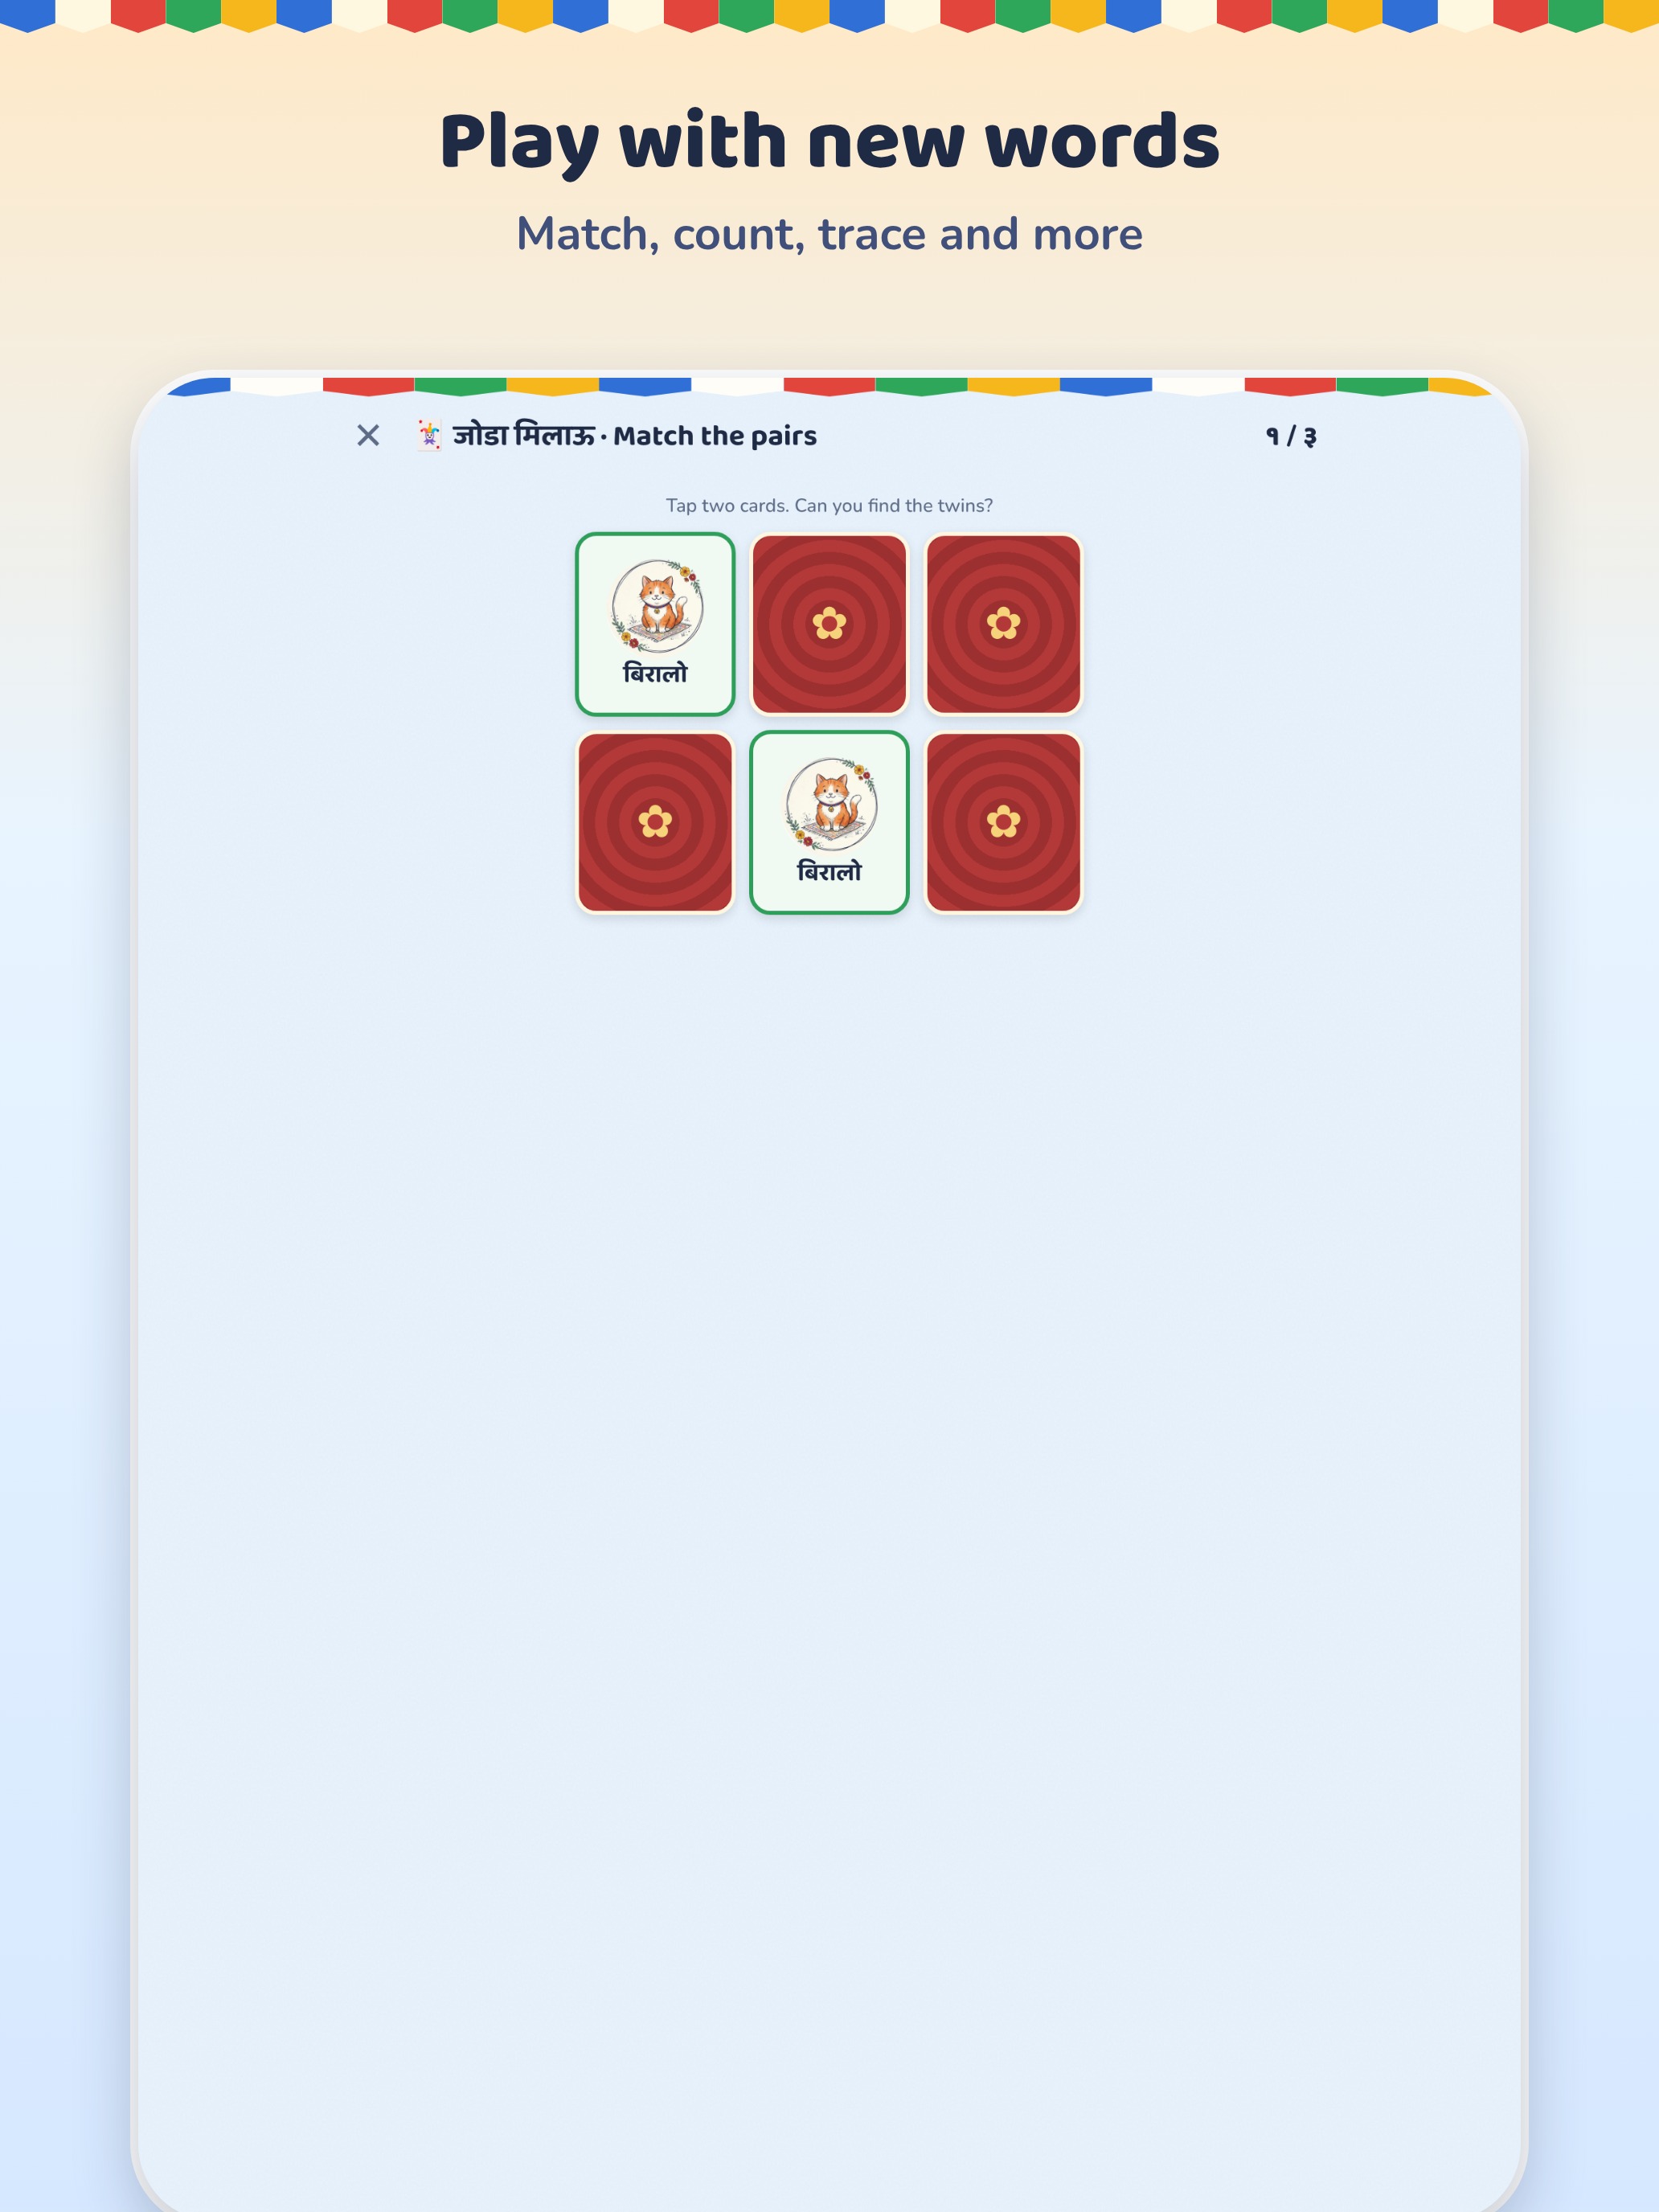 Play with new words
Match, count, trace and more
जोडा मिलाऊ · Match the pairs
१ / ३
Tap two cards. Can you find the twins?
बिरालो
बिरालो